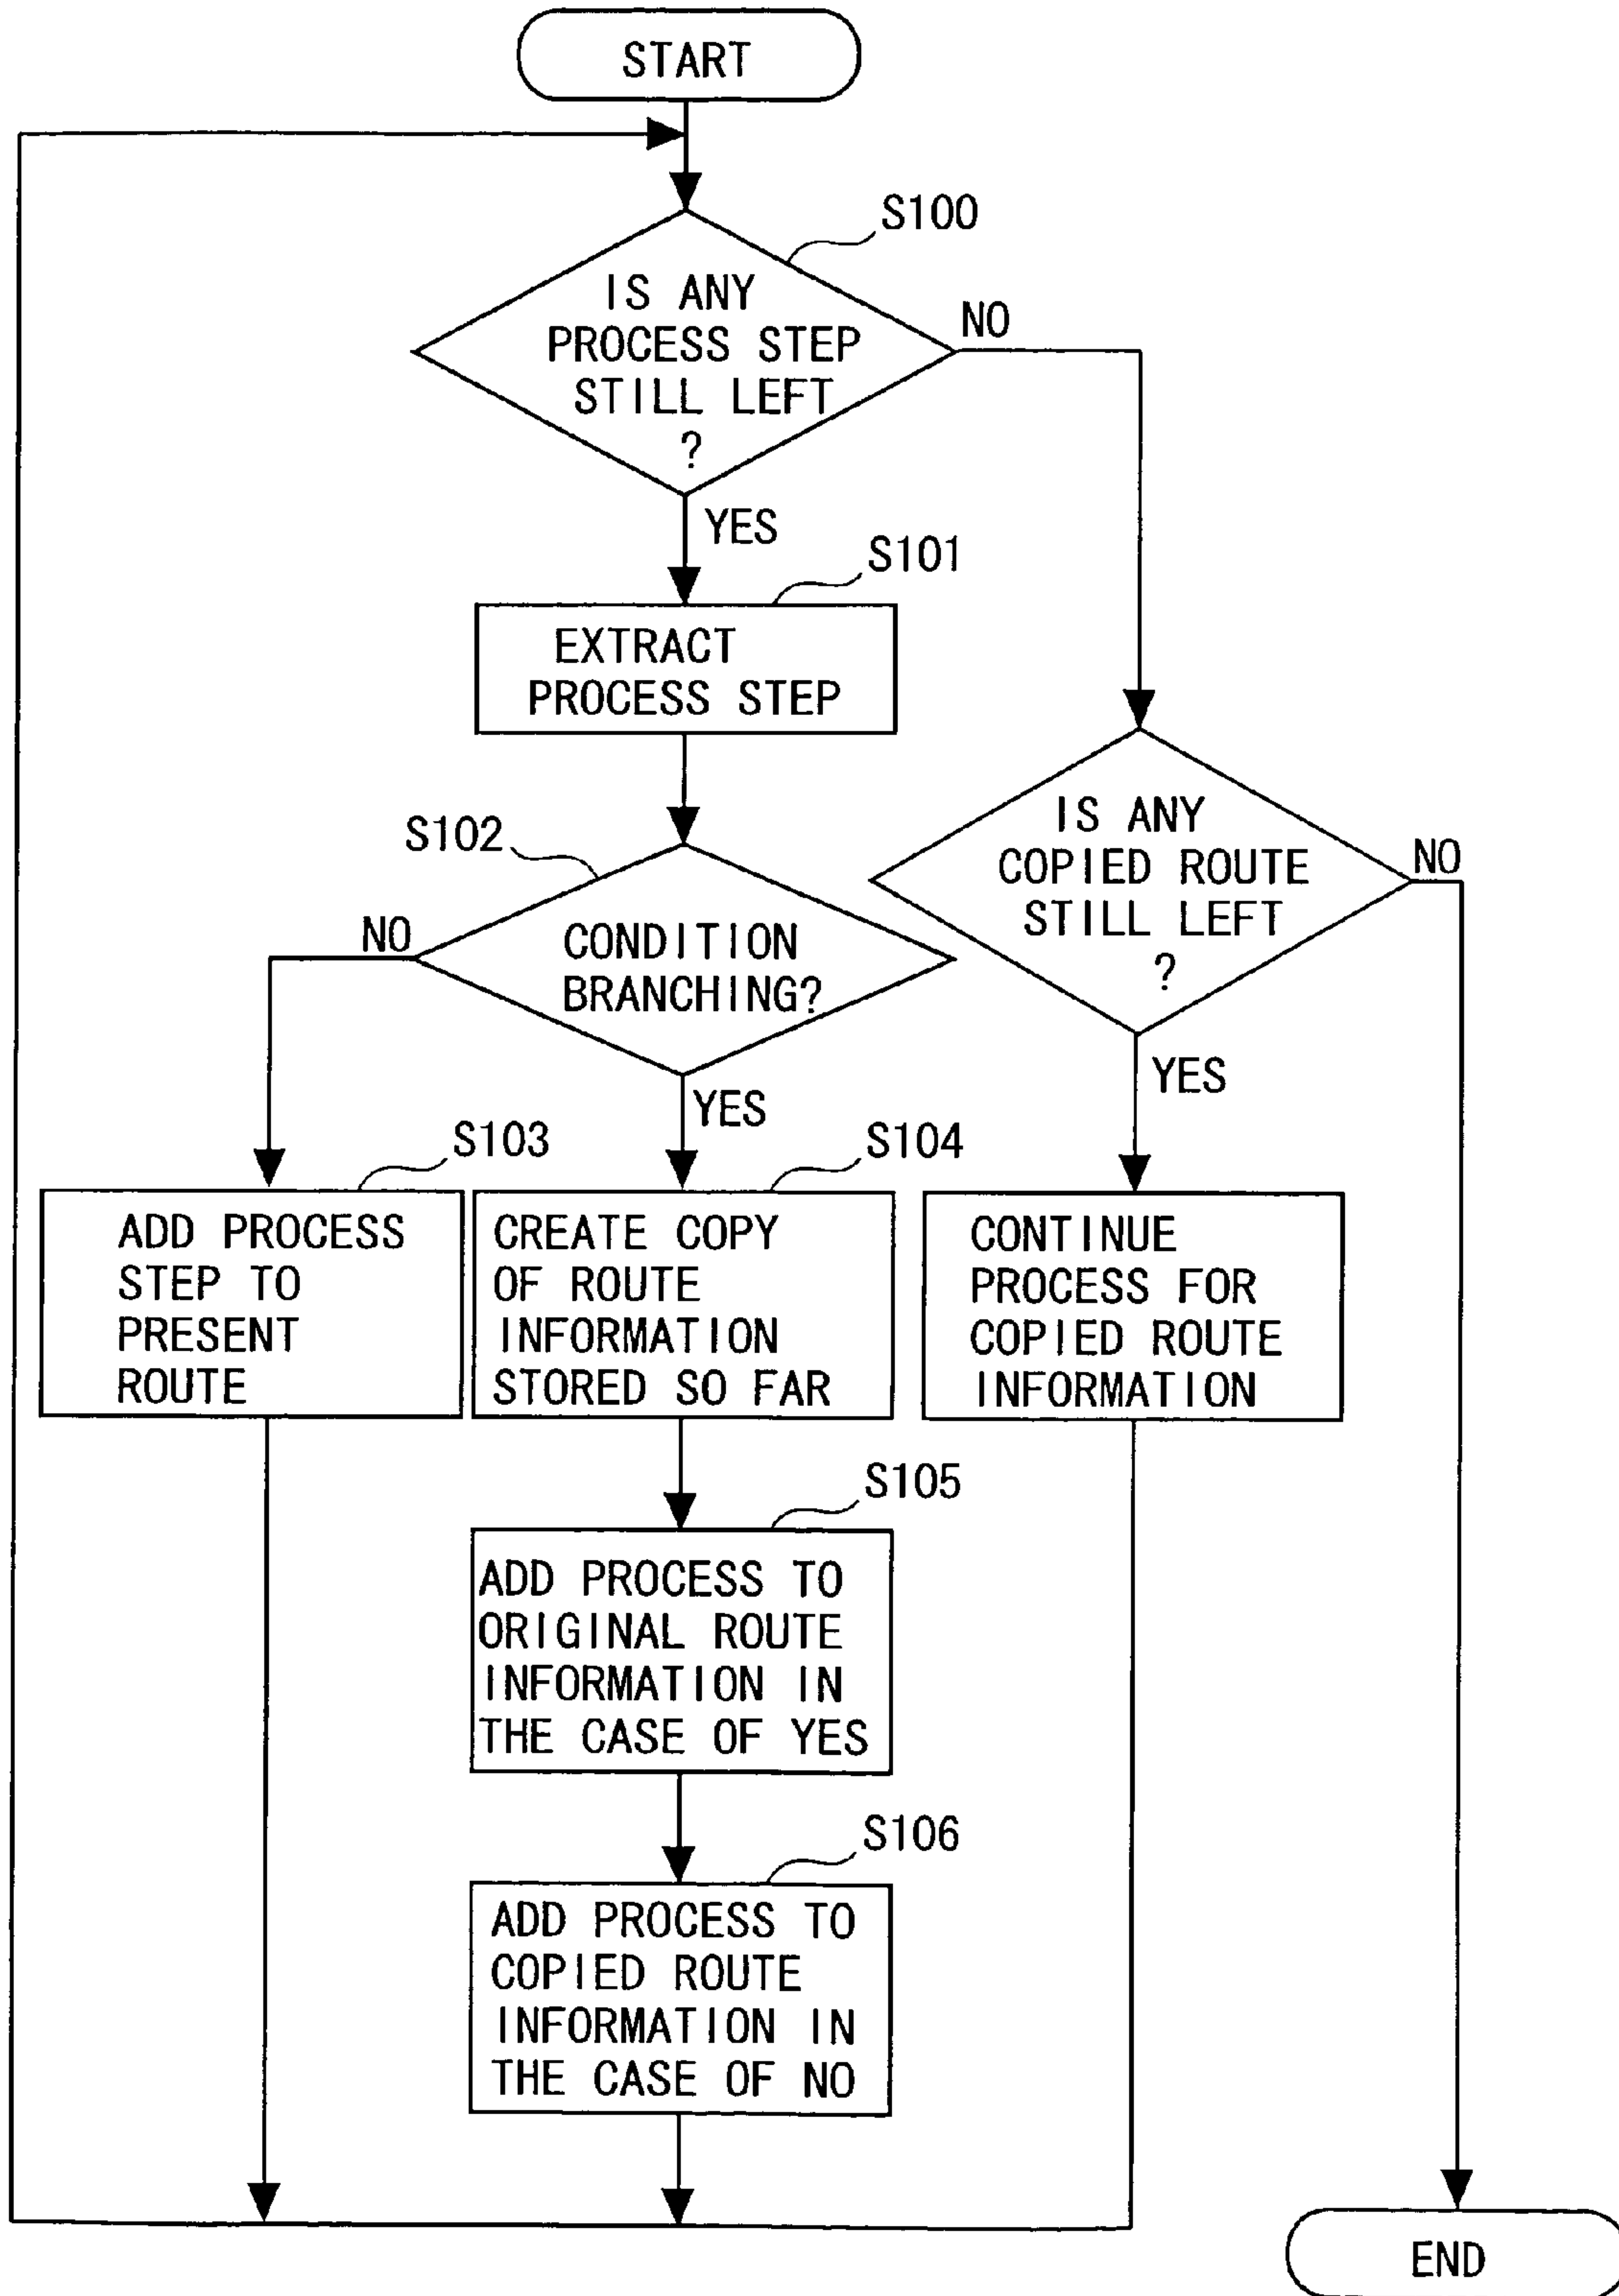 START
S100
IS ANY
PROCESS STEP
STILL LEFT
?
NO
YES
S101
EXTRACT
PROCESS STEP
S102
CONDITION
BRANCHING?
NO
YES
IS ANY
COPIED ROUTE
STILL LEFT
?
NO
YES
S103
ADD PROCESS
STEP TO
PRESENT
ROUTE
S104
CREATE COPY
OF ROUTE
INFORMATION
STORED SO FAR
CONTINUE
PROCESS FOR
COPIED ROUTE
INFORMATION
S105
ADD PROCESS TO
ORIGINAL ROUTE
INFORMATION IN
THE CASE OF YES
S106
ADD PROCESS TO
COPIED ROUTE
INFORMATION IN
THE CASE OF NO
END